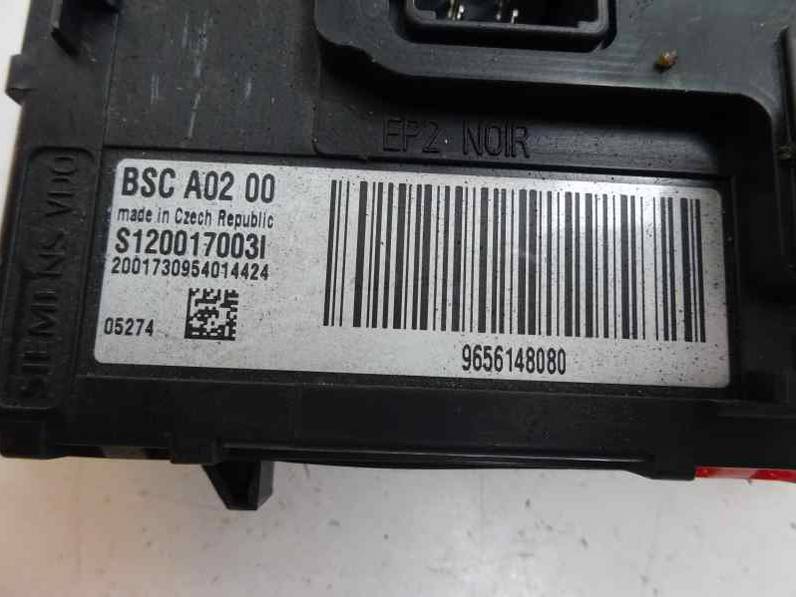 EP2 NOIR
SIEMENS VDO
BSC A02 00
made in Czech Republic
S120017003I
2001730954014424
05274
9656148080